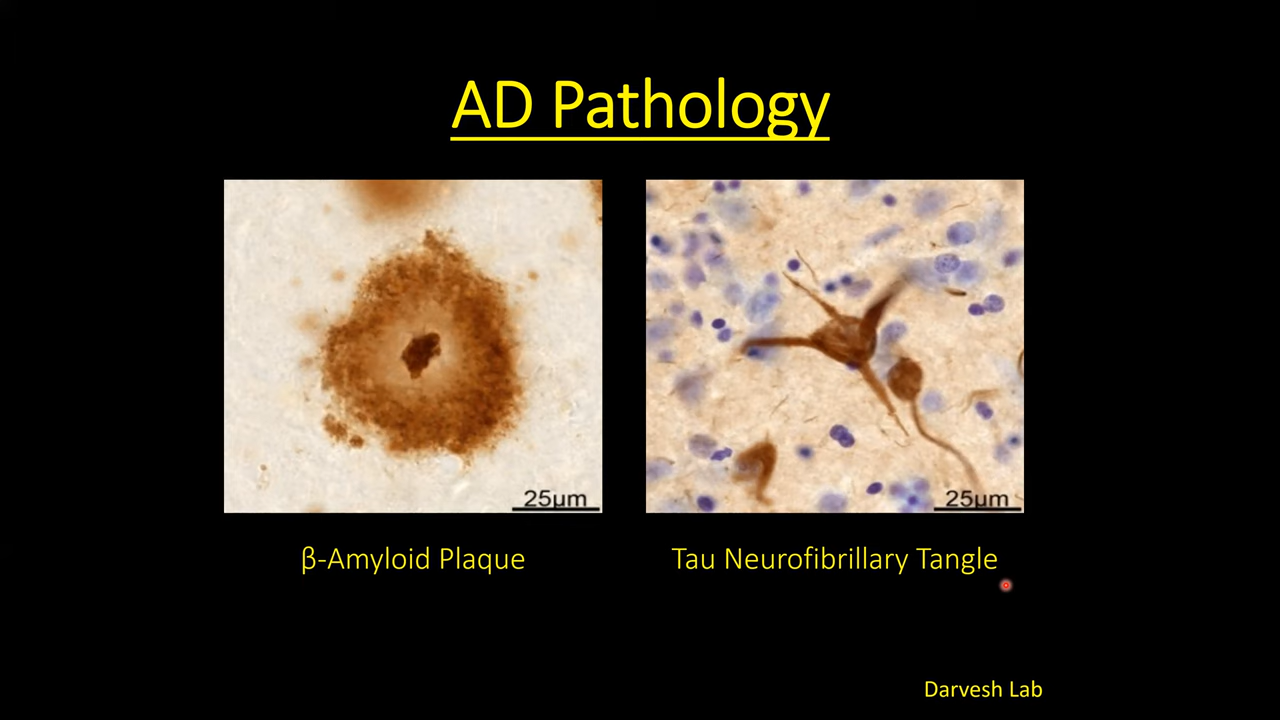 AD Pathology
25µm
25µm
β-Amyloid Plaque
Tau Neurofibrillary Tangle
Darvesh Lab